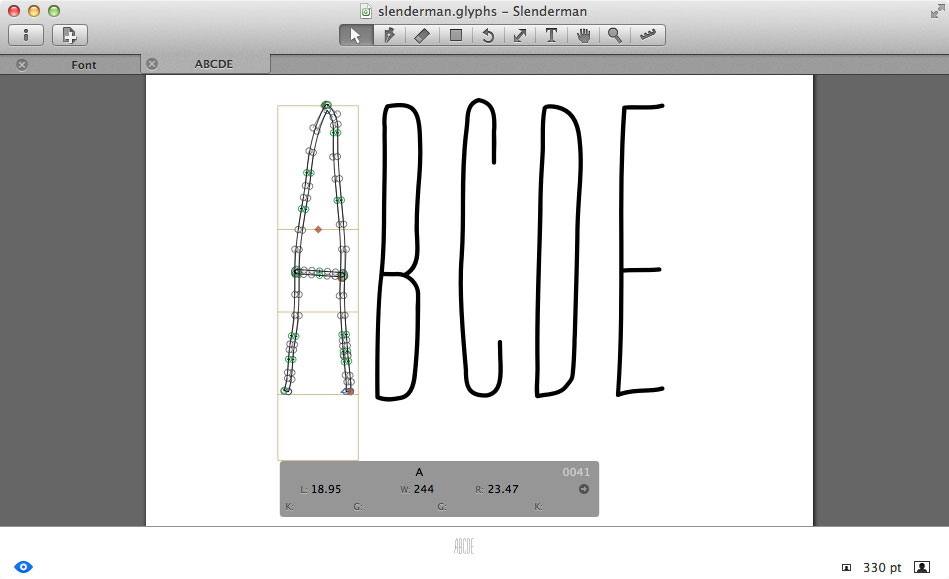 slenderman.glyphs – Slenderman
Font
ABCDE
ABCDE
A
0041
L: 18.95 W: 244 R: 23.47
K: G: G: K:
ABCDE
330 pt